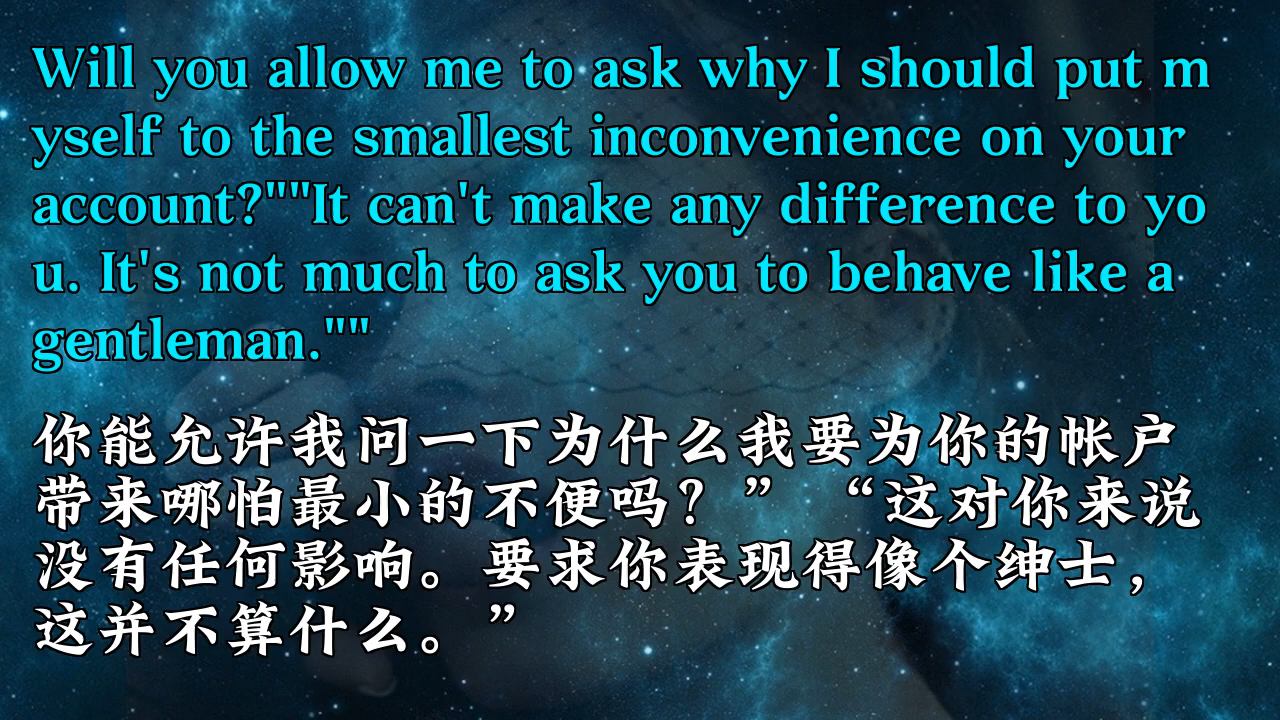 Will you allow me to ask why I should put m
yself to the smallest inconvenience on your
account?""It can't make any difference to yo
u. It's not much to ask you to behave like a
gentleman.""
你能允许我问一下为什么我要为你的帐户
带来哪怕最小的不便吗？”“这对你来说
没有任何影响。要求你表现得像个绅士，
这并不算什么。”